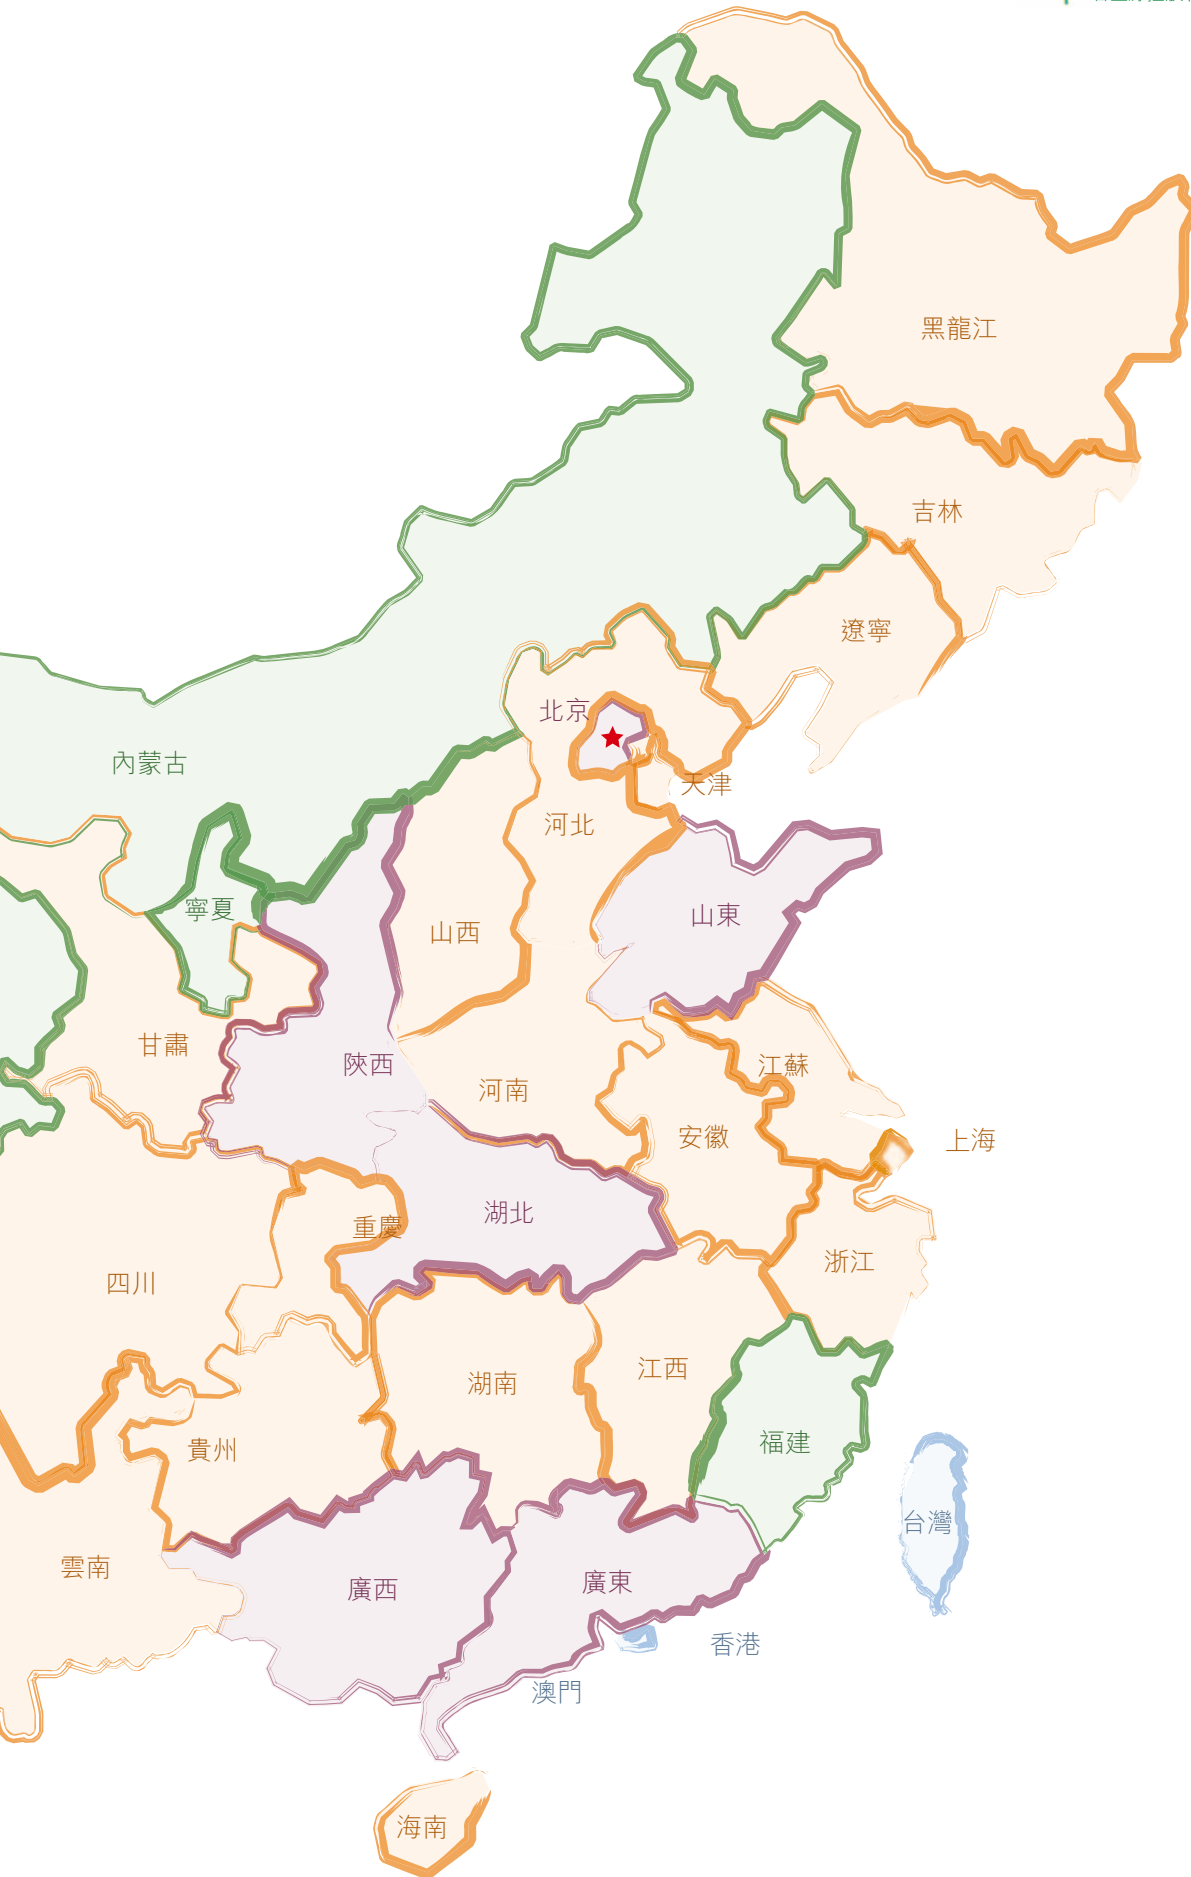 黑龍江
吉林
遼寧
北京
內蒙古
天津
河北
寧夏
山東
山西
甘肅
陝西
江蘇
河南
安徽
上海
湖北
重慶
浙江
四川
江西
湖南
福建
貴州
台灣
雲南
廣東
廣西
香港
澳門
海南